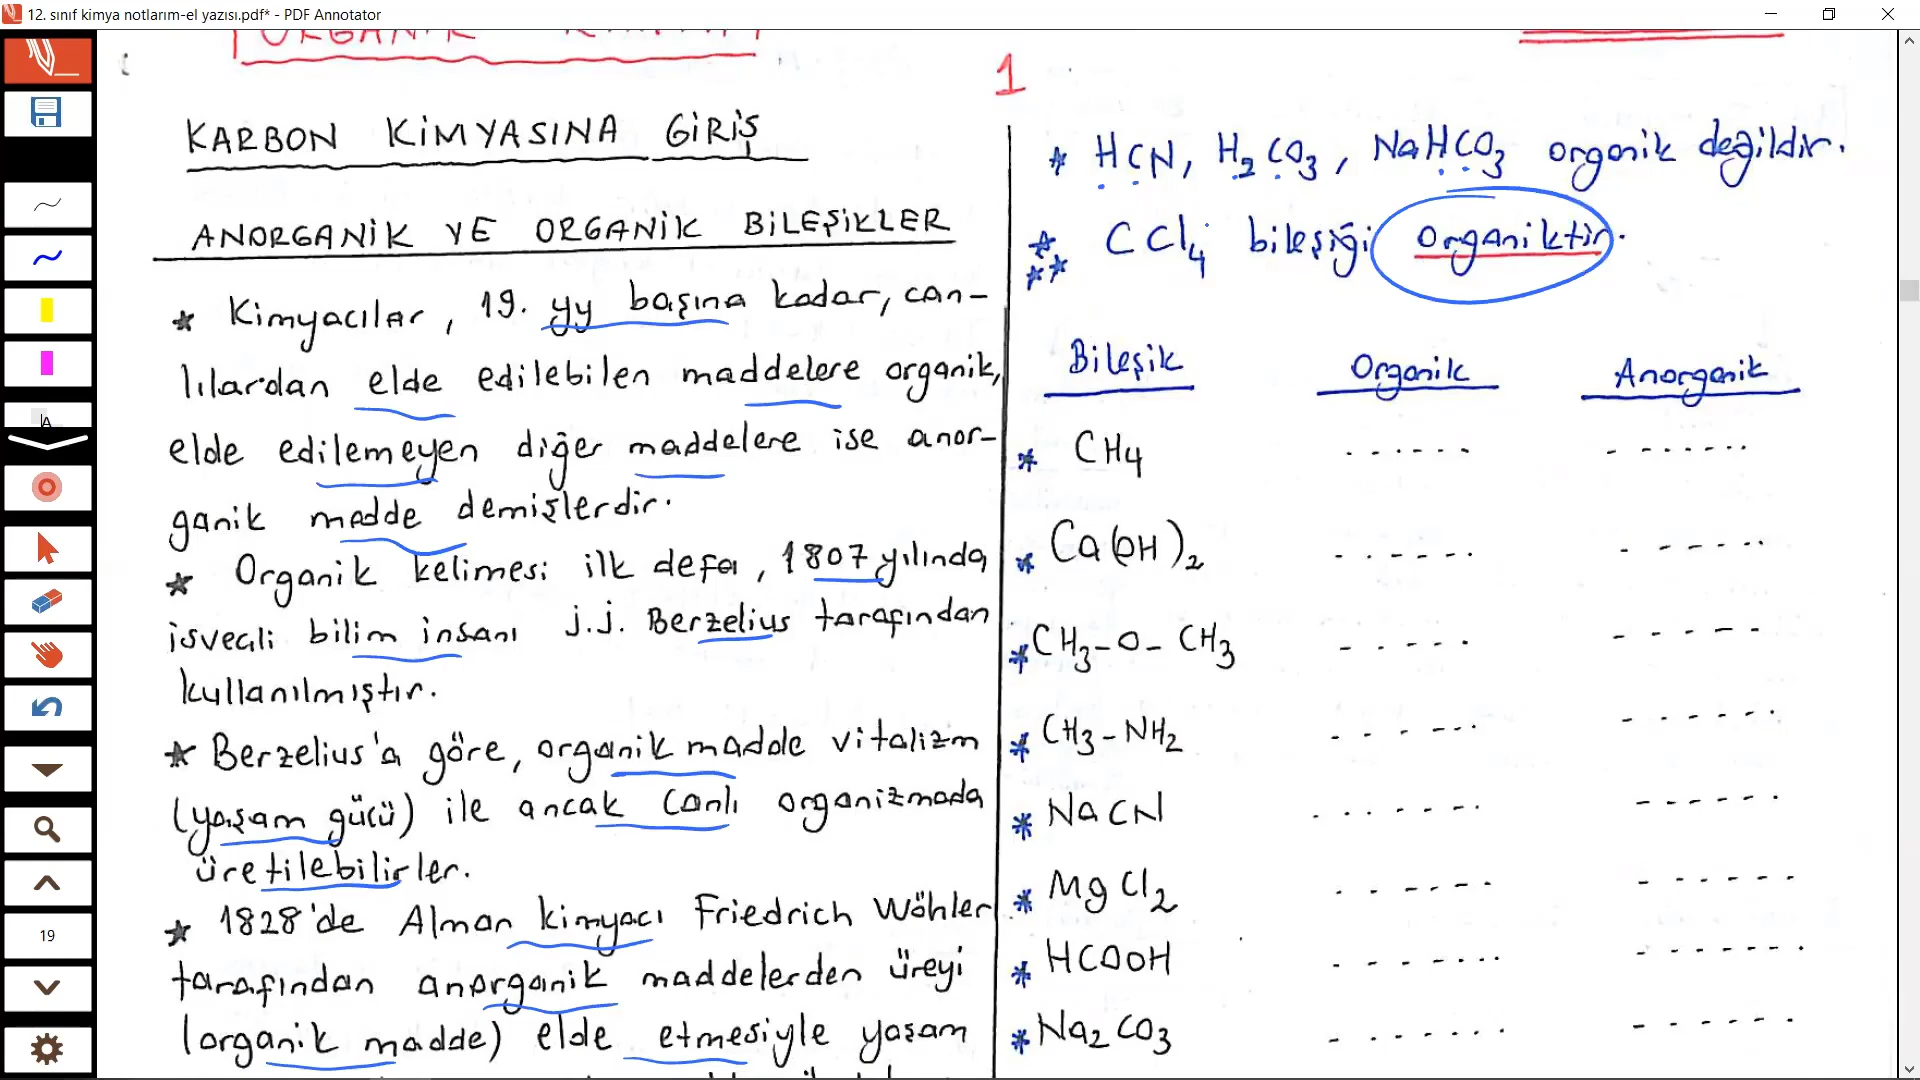 12. sınıf kimya notlarım-el yazısı.pdf* - PDF Annotator
A
19
1
KARBON KİMYASINA GİRİŞ
ANORGANİK VE ORGANİK BİLEŞİKLER
* Kimyacılar, 19. yy başına kadar, can-
lılardan elde edilebilen maddelere organik,
elde edilemeyen diğer maddelere ise anor-
ganik madde demişlerdir.
* Organik kelimesi ilk defa, 1807 yılında
isveçli bilim insanı j.j. Berzelius tarafından
kullanılmıştır.
* Berzelius'a göre, organik madde vitalizm
(yaşam gücü) ile ancak canlı organizmada
üretilebilirler.
* 1828'de Alman kimyacı Friedrich Wöhler
tarafından anorganik maddelerden üreyi
(organik madde) elde etmesiyle yaşam
* HCN, H₂CO₃, NaHCO₃ organik değildir.
*** CCl₄ bileşiği organiktir.
Bileşik Organik Anorganik
* CH₄ ------ ------
* Ca(OH)₂ ------ ------
* CH₃-O-CH₃ ------ ------
* CH₃-NH₂ ------ ------
* NaCN ------ ------
* MgCl₂ ------ ------
* HCOOH ------ ------
* Na₂CO₃ ------ ------